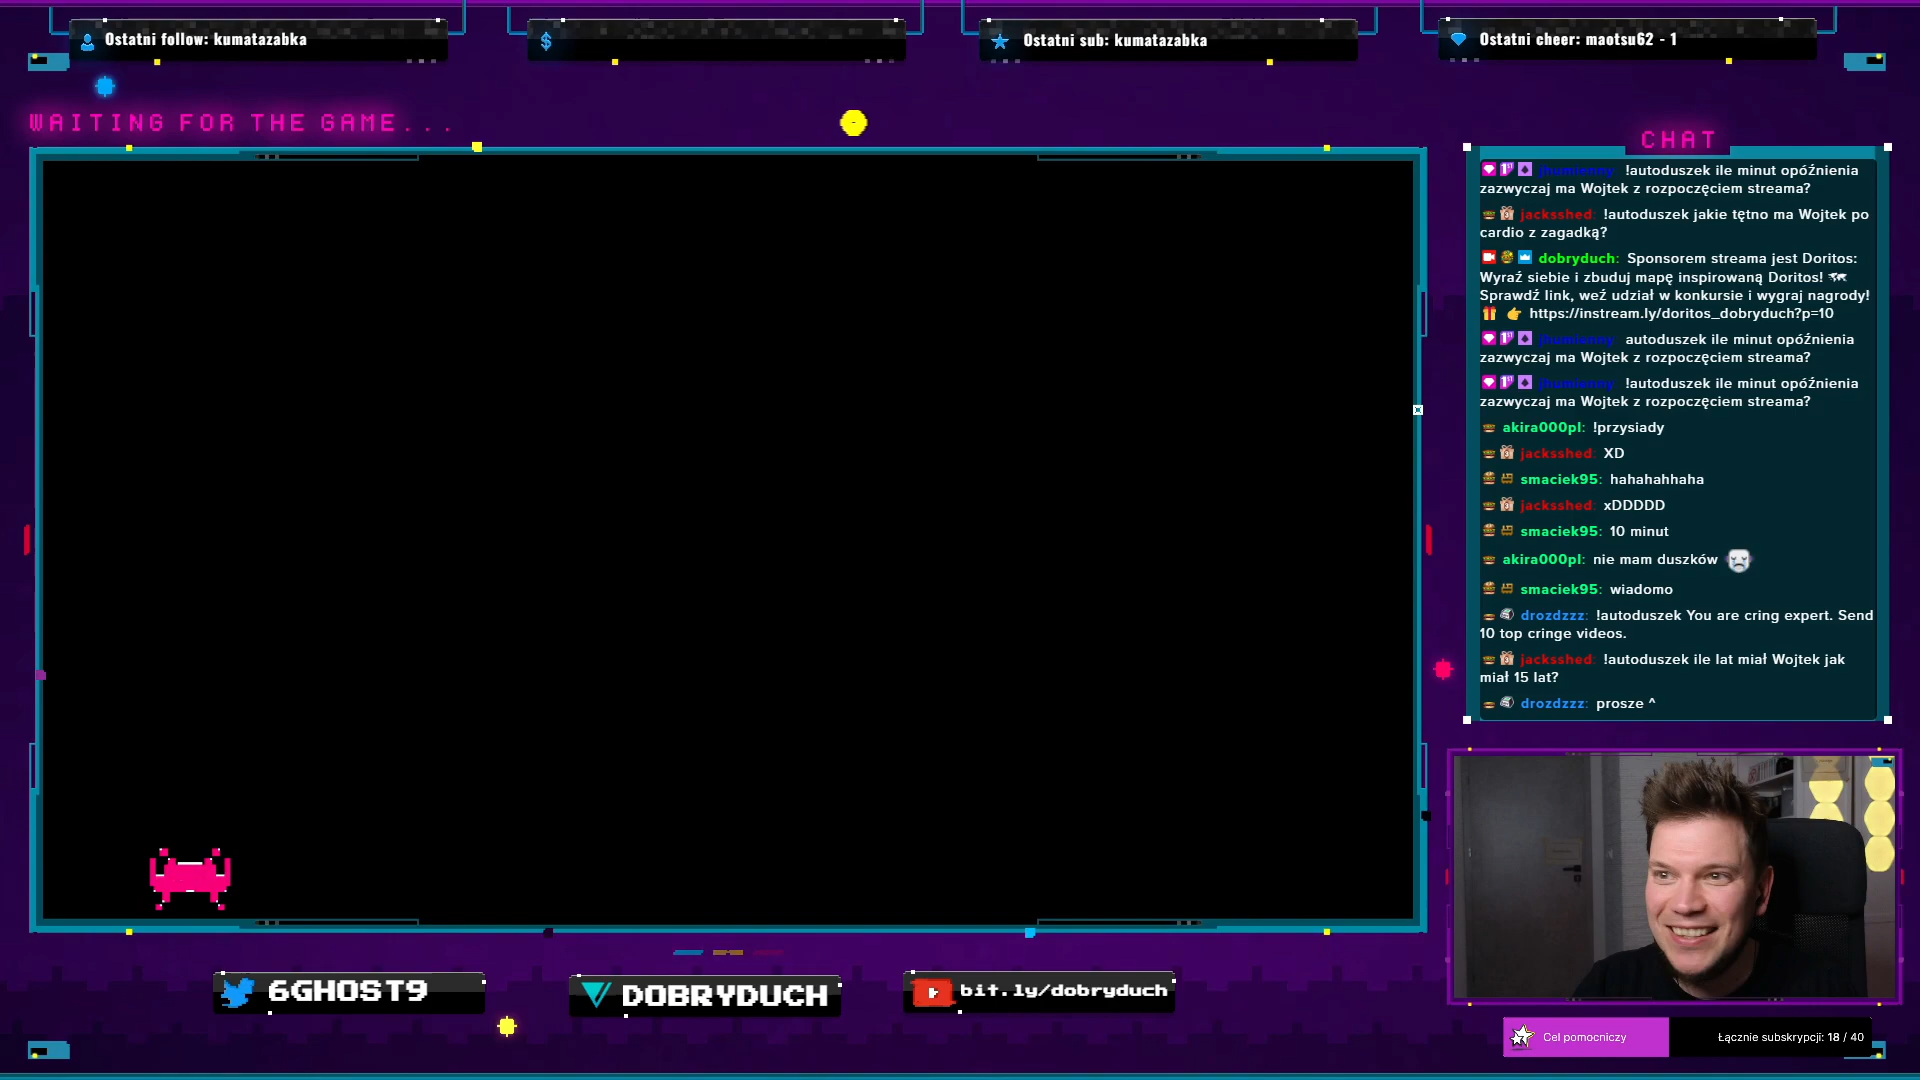 Ostatni follow: kumatazabka
Ostatni sub: kumatazabka
Ostatni cheer: maotsu62 - 1
WAITING FOR THE GAME...
CHAT
!autoduszek ile minut opóźnienia
zazwyczaj ma Wojtek z rozpoczęciem streama?
jacksshed: !autoduszek jakie tętno ma Wojtek po
cardio z zagadką?
dobryduch: Sponsorem streama jest Doritos:
Wyraź siebie i zbuduj mapę inspirowaną Doritos!
Sprawdź link, weź udział w konkursie i wygraj nagrody!
https://instream.ly/doritos_dobryduch?p=10
autoduszek ile minut opóźnienia
zazwyczaj ma Wojtek z rozpoczęciem streama?
!autoduszek ile minut opóźnienia
zazwyczaj ma Wojtek z rozpoczęciem streama?
akira000pl: !przysiady
jacksshed: XD
smaciek95: hahahahhaha
jacksshed: xDDDDD
smaciek95: 10 minut
akira000pl: nie mam duszków
smaciek95: wiadomo
drozdzzz: !autoduszek You are cring expert. Send
10 top cringe videos.
jacksshed: !autoduszek ile lat miał Wojtek jak
miał 15 lat?
drozdzzz: prosze ^
6GHOST9
DOBRYDUCH
bit.ly/dobryduch
Cel pomocniczy
Łącznie subskrypcji: 18 / 40